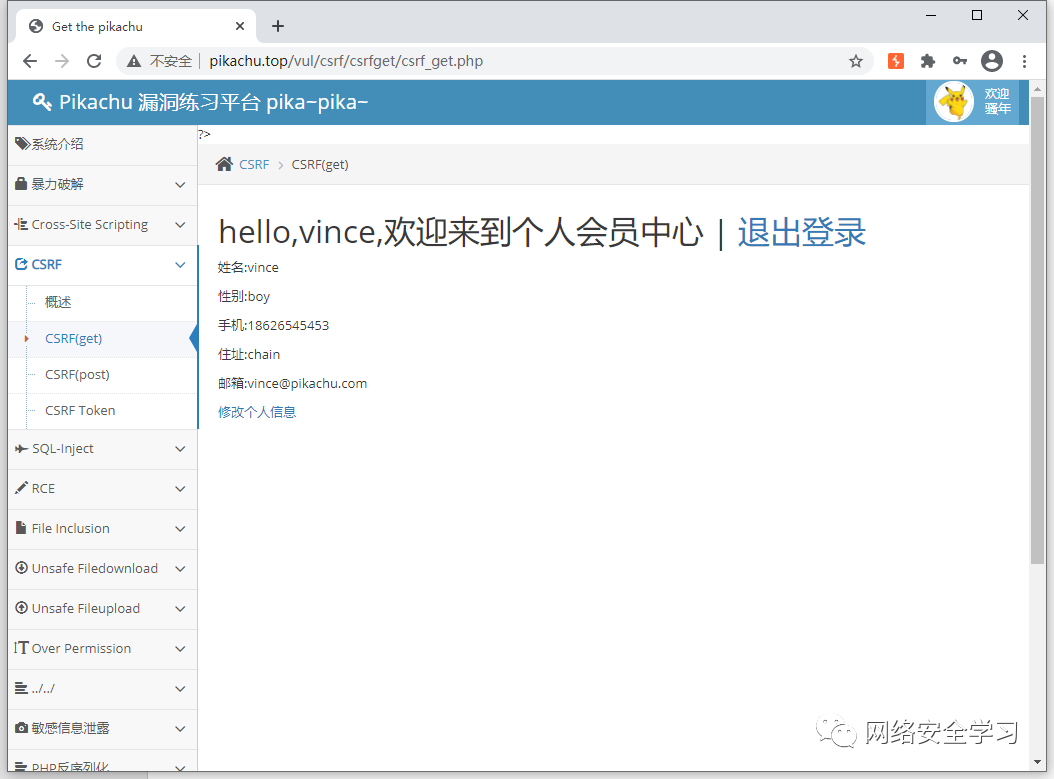 Get the pikachu
不安全 pikachu.top/vul/csrf/csrfget/csrf_get.php
Pikachu 漏洞练习平台 pika~pika~
欢迎
骚年
系统介绍
暴力破解
Cross-Site Scripting
CSRF
概述
CSRF(get)
CSRF(post)
CSRF Token
SQL-Inject
RCE
File Inclusion
Unsafe Filedownload
Unsafe Fileupload
Over Permission
../../
敏感信息泄露
PHP反序列化
?>
CSRF > CSRF(get)
hello,vince,欢迎来到个人会员中心 | 退出登录
姓名:vince
性别:boy
手机:18626545453
住址:chain
邮箱:vince@pikachu.com
修改个人信息
网络安全学习